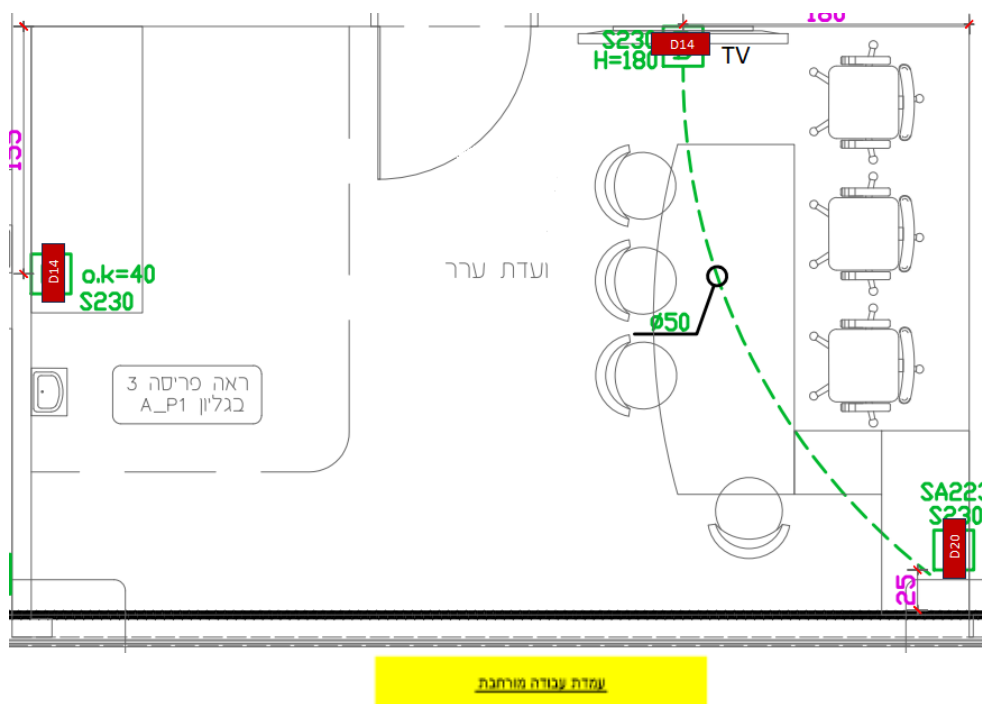 180
S230
H=180
D14
TV
155
D14
o.k=40
S230
ועדת ערר
ø50
ראה פריסה 3
בגליון A_P1
SA223
S230
D20
25
עמדת עבודה מורחבת